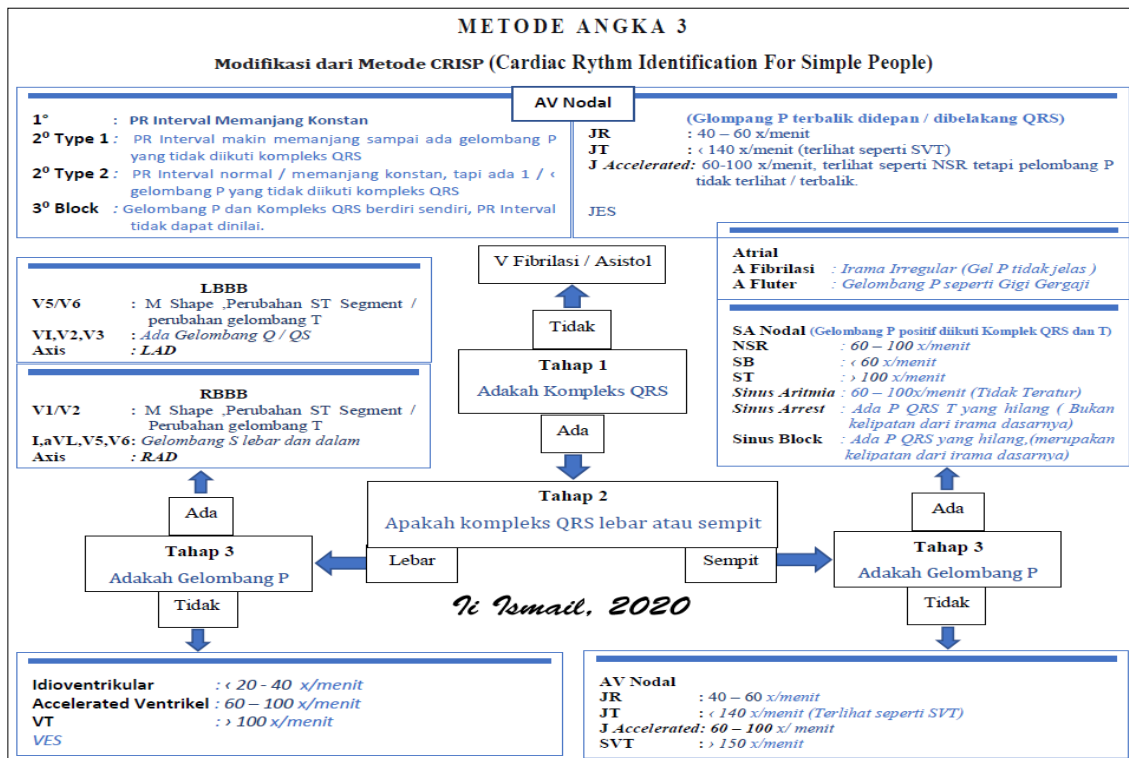 METODE ANGKA 3
Modifikasi dari Metode CRISP (Cardiac Rythm Identification For Simple People)
AV Nodal
1° : PR Interval Memanjang Konstan
2⁰ Type 1 : PR Interval makin memanjang sampai ada gelombang P
yang tidak diikuti kompleks QRS
2⁰ Type 2 : PR Interval normal / memanjang konstan, tapi ada 1 / ‹
gelombang P yang tidak diikuti kompleks QRS
3⁰ Block : Gelombang P dan Kompleks QRS berdiri sendiri, PR Interval
tidak dapat dinilai.
(Glompang P terbalik didepan / dibelakang QRS)
JR : 40 – 60 x/menit
JT : ‹ 140 x/menit (terlihat seperti SVT)
J Accelerated: 60-100 x/menit, terlihat seperti NSR tetapi pelombang P
tidak terlihat / terbalik.
JES
LBBB
V5/V6 : M Shape ,Perubahan ST Segment /
perubahan gelombang T
VI,V2,V3 : Ada Gelombang Q / QS
Axis : LAD
RBBB
V1/V2 : M Shape ,Perubahan ST Segment /
Perubahan gelombang T
I,aVL,V5,V6: Gelombang S lebar dan dalam
Axis : RAD
V Fibrilasi / Asistol
Tidak
Tahap 1
Adakah Kompleks QRS
Ada
Atrial
A Fibrilasi : Irama Irregular (Gel P tidak jelas )
A Fluter : Gelombang P seperti Gigi Gergaji
SA Nodal (Gelombang P positif diikuti Komplek QRS dan T)
NSR : 60 – 100 x/menit
SB : ‹ 60 x/menit
ST : › 100 x/menit
Sinus Aritmia : 60 – 100x/menit (Tidak Teratur)
Sinus Arrest : Ada P QRS T yang hilang ( Bukan
kelipatan dari irama dasarnya)
Sinus Block : Ada P QRS yang hilang,(merupakan
kelipatan dari irama dasarnya)
Tahap 2
Apakah kompleks QRS lebar atau sempit
Lebar
Sempit
Ada
Tahap 3
Adakah Gelombang P
Tidak
Ada
Tahap 3
Adakah Gelombang P
Tidak
Ii Ismail, 2020
Idioventrikular : ‹ 20 - 40 x/menit
Accelerated Ventrikel : 60 – 100 x/menit
VT : › 100 x/menit
VES
AV Nodal
JR : 40 – 60 x/menit
JT : ‹ 140 x/menit (Terlihat seperti SVT)
J Accelerated: 60 – 100 x/ menit
SVT : › 150 x/menit